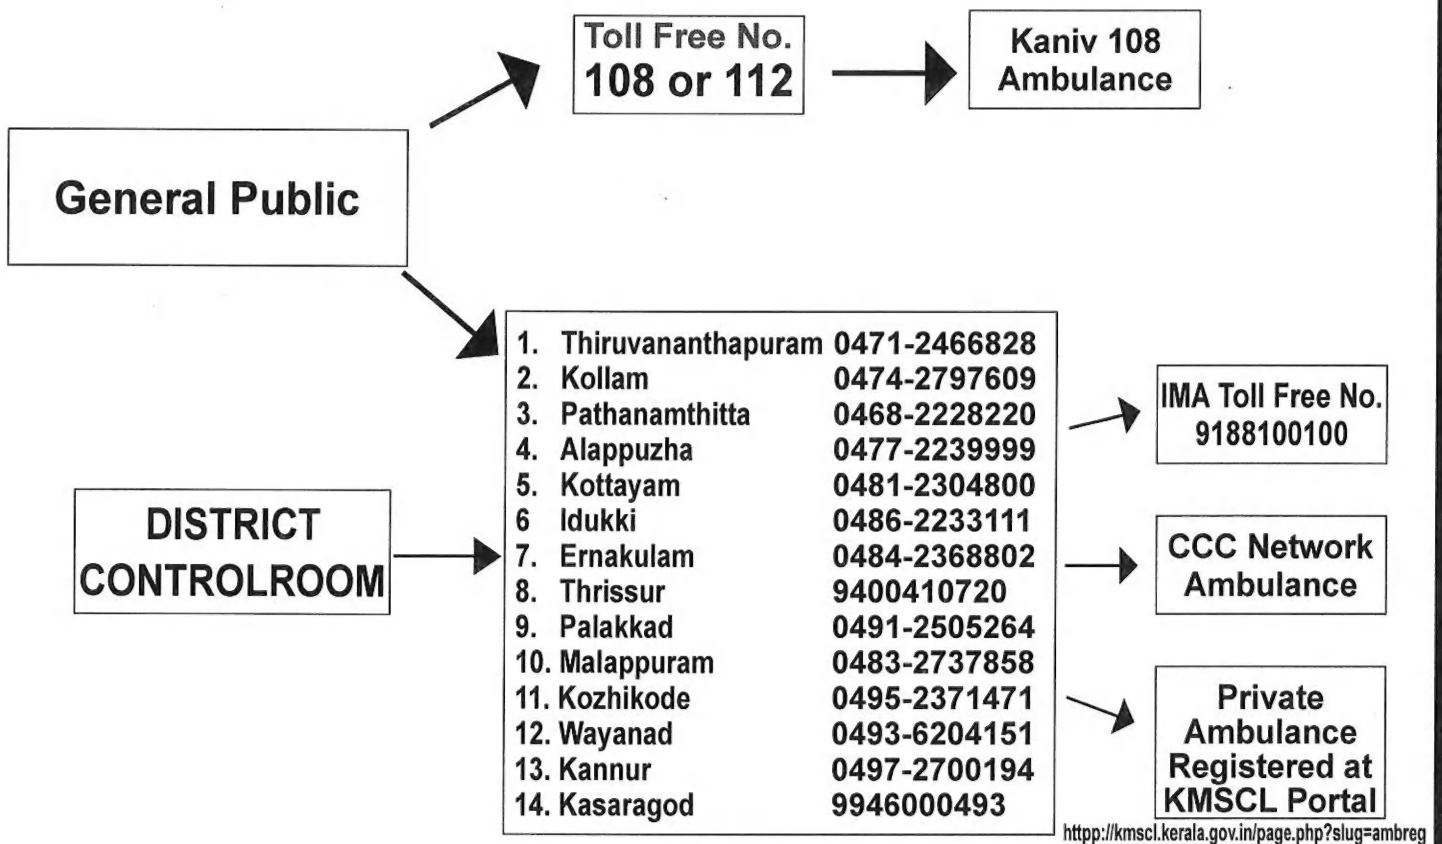 Toll Free No.
108 or 112
Kaniv 108
Ambulance
General Public
1. Thiruvananthapuram 0471-2466828
2. Kollam 0474-2797609
3. Pathanamthitta 0468-2228220
4. Alappuzha 0477-2239999
5. Kottayam 0481-2304800
6 Idukki 0486-2233111
7. Ernakulam 0484-2368802
8. Thrissur 9400410720
9. Palakkad 0491-2505264
10. Malappuram 0483-2737858
11. Kozhikode 0495-2371471
12. Wayanad 0493-6204151
13. Kannur 0497-2700194
14. Kasaragod 9946000493
DISTRICT
CONTROLROOM
IMA Toll Free No.
9188100100
CCC Network
Ambulance
Private
Ambulance
Registered at
KMSCL Portal
httpp://kmscl.kerala.gov.in/page.php?slug=ambreg